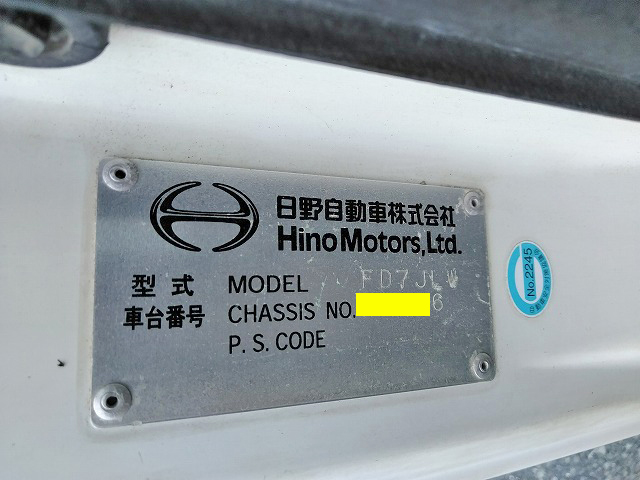 日野自動車株式会社
Hino Motors, Ltd.
型式 MODEL FD7JLW
車台番号 CHASSIS NO. 6
P. S. CODE
No.2245